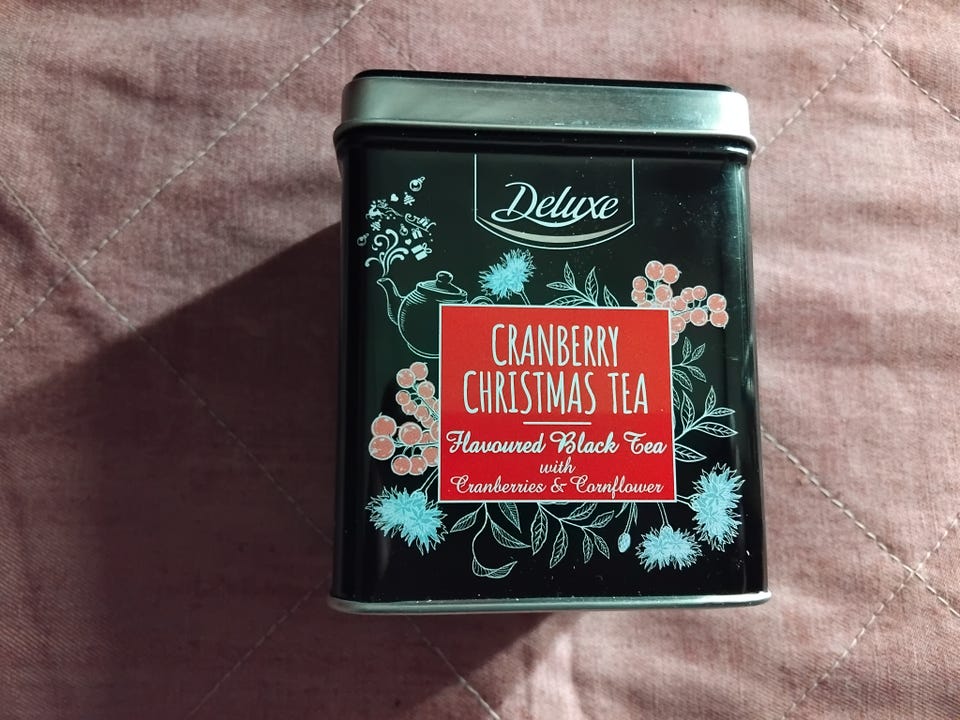 Deluxe
CRANBERRY
CHRISTMAS TEA
Flavoured Black Tea
with
Cranberries & Cornflower